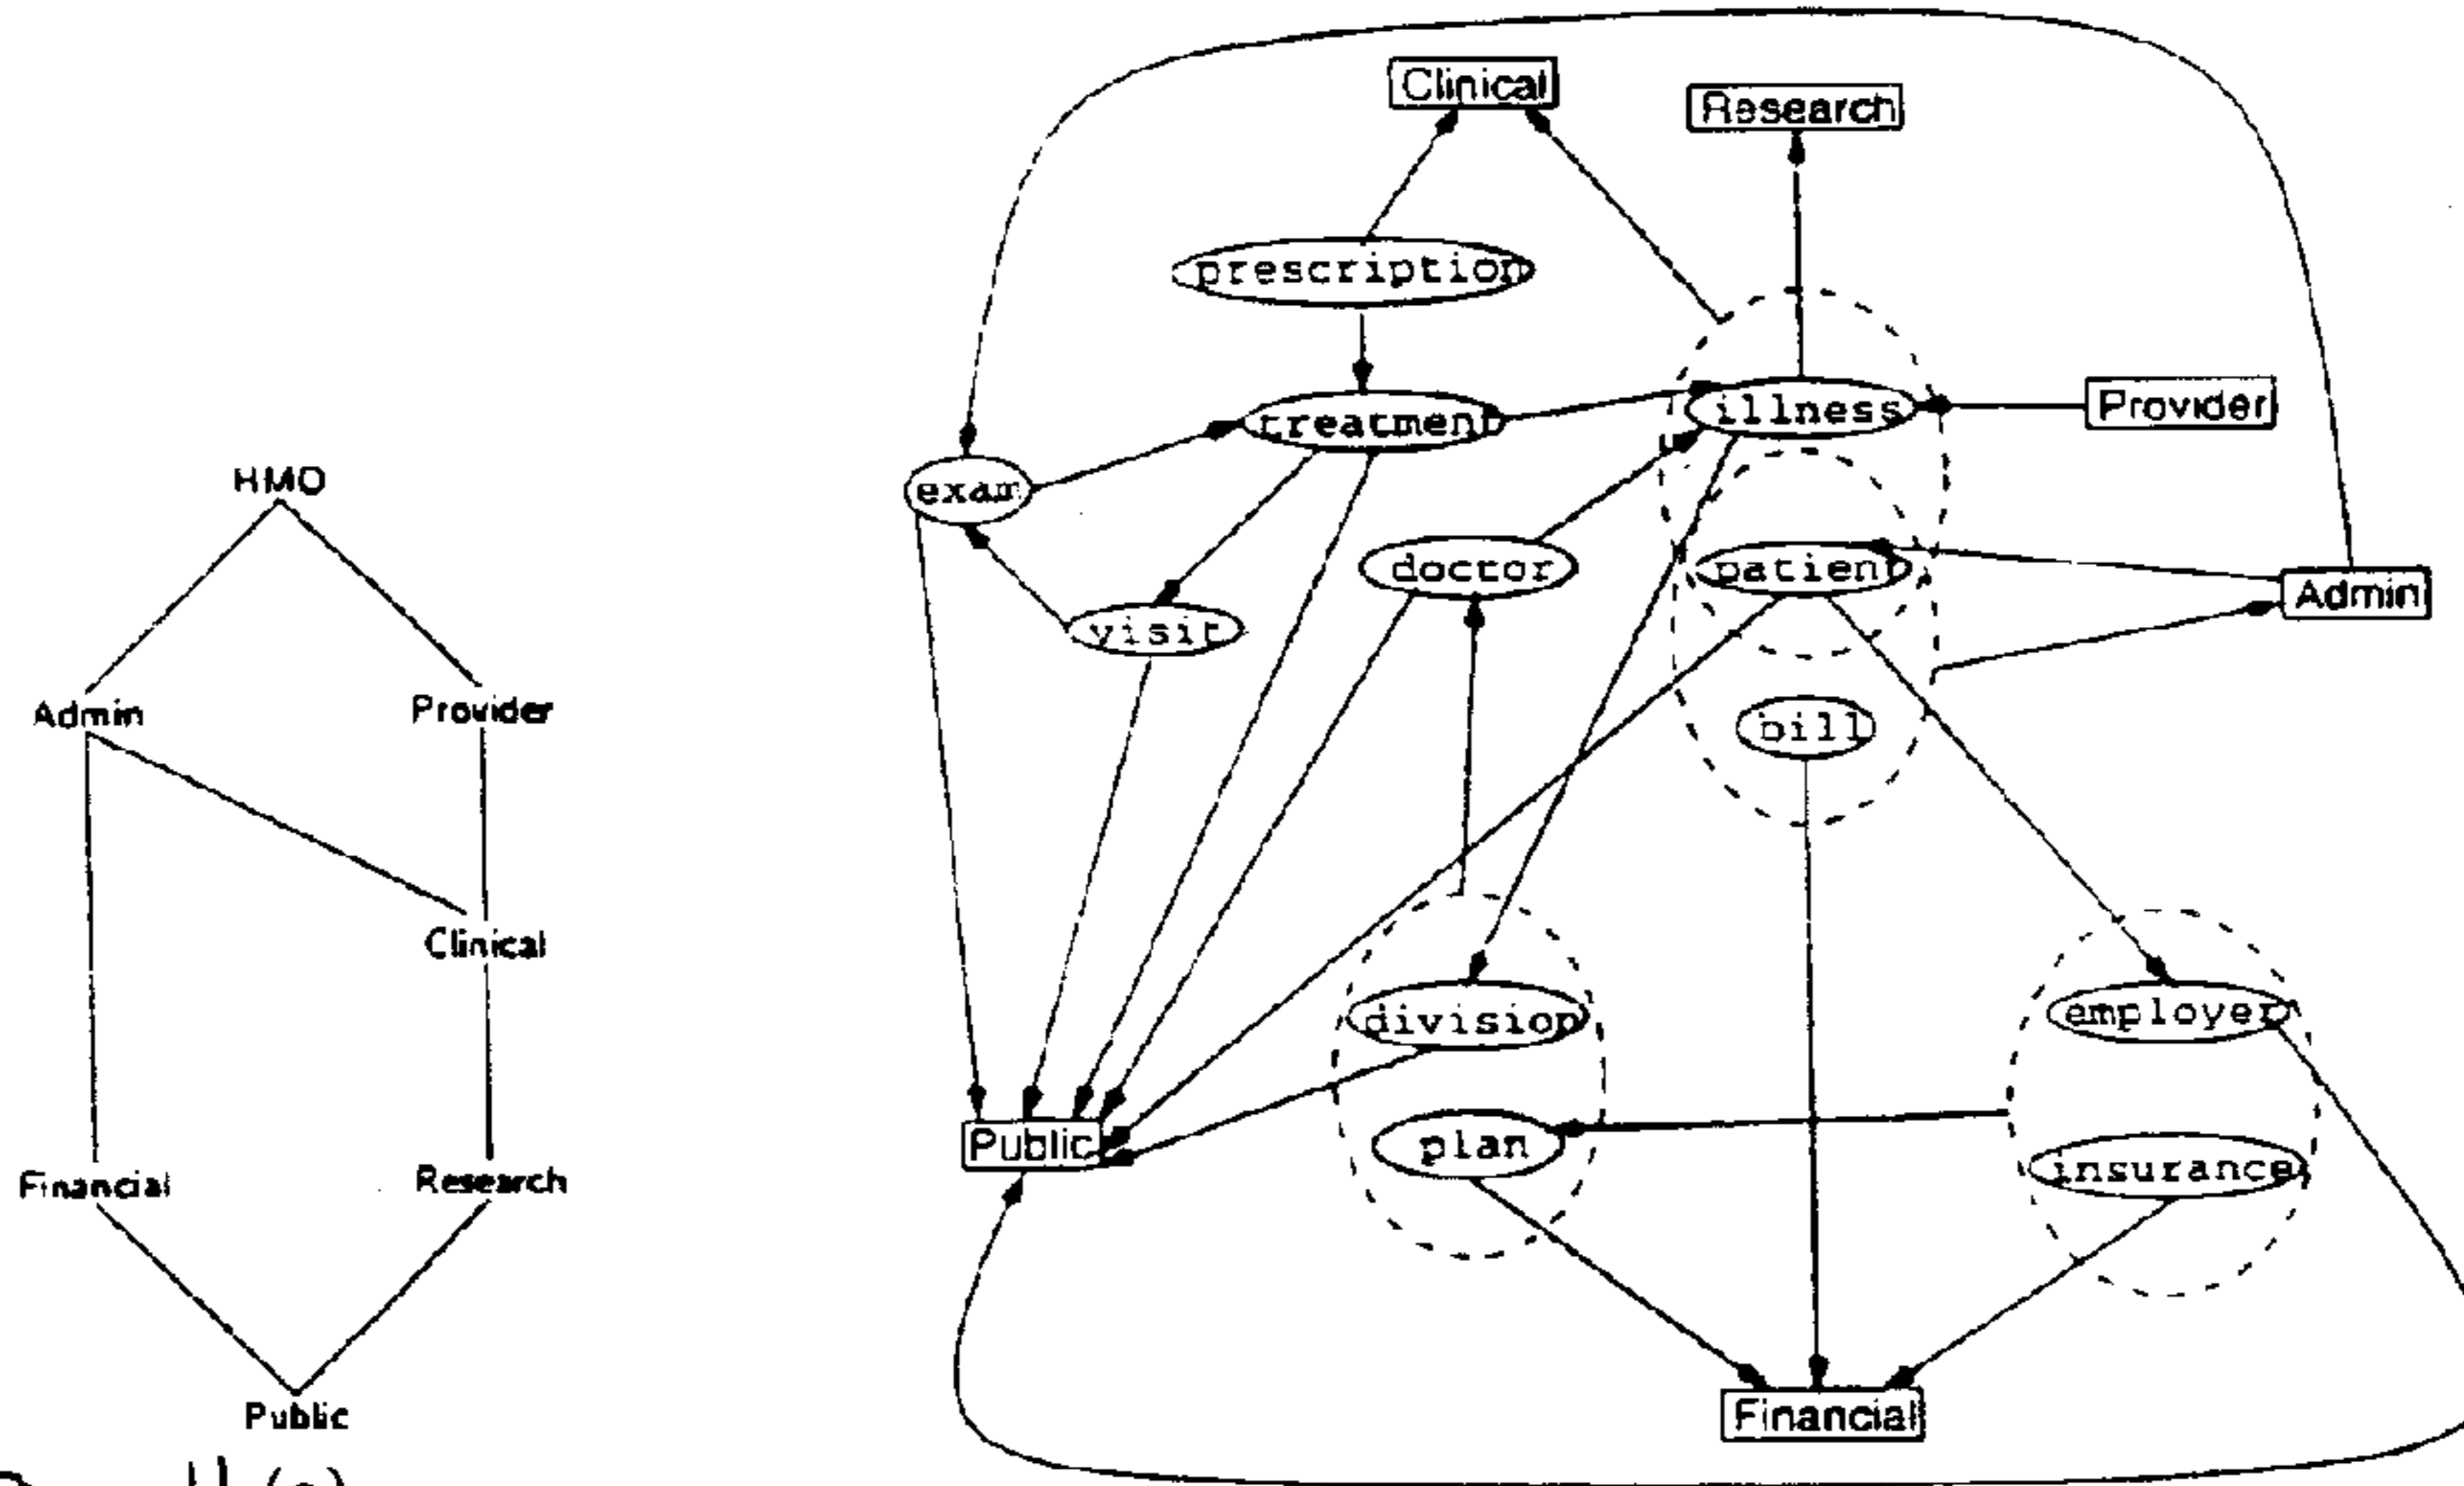 HMO
Admin
Provider
Clinical
Financial
Research
Public
Clinical
Research
prescription
treatment
illness
Provider
exam
doctor
patient
Admin
visit
bill
division
employer
Public
plan
insurance
Financial